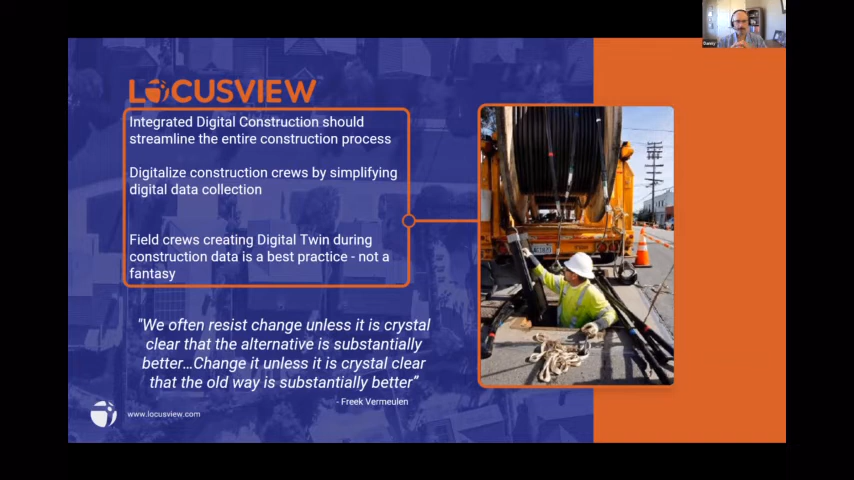 LOCUSVIEW
Integrated Digital Construction should
streamline the entire construction process
Digitalize construction crews by simplifying
digital data collection
Field crews creating Digital Twin during
construction data is a best practice - not a
fantasy
"We often resist change unless it is crystal
clear that the alternative is substantially
better...Change it unless it is crystal clear
that the old way is substantially better”
- Freek Vermeulen
www.locusview.com